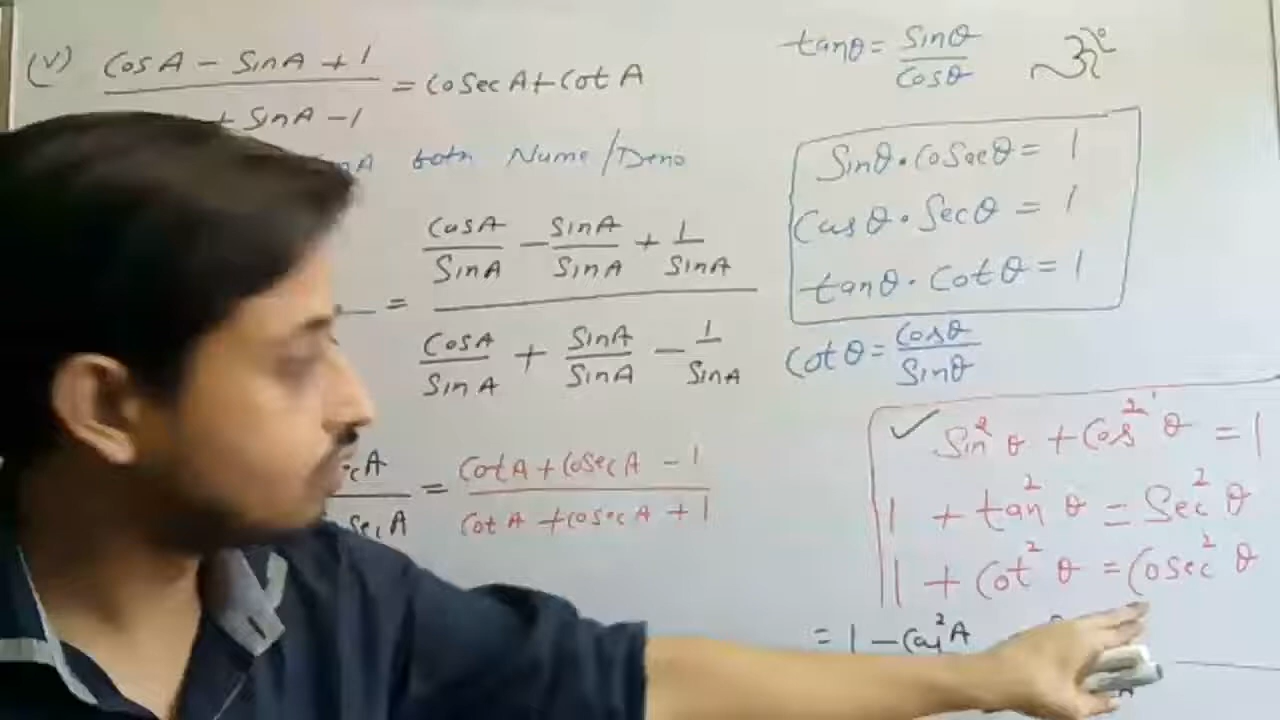 (V) CosA - SinA + 1 / + SinA - 1 = CosecA + CotA
both Nume/Deno
= CosA/SinA - SinA/SinA + 1/SinA
CosA/SinA + SinA/SinA - 1/SinA
= CotA + CosecA - 1 / CotA + CosecA + 1
secA
tanθ = Sinθ/Cosθ
Sinθ·Cosecθ = 1
Cosθ·Secθ = 1
tanθ·Cotθ = 1
Cotθ = Cosθ/Sinθ
✓ Sin²θ + Cos²θ = 1
1 + tan²θ = Sec²θ
1 + Cot²θ = Cosec²θ
= 1 - Cos²A